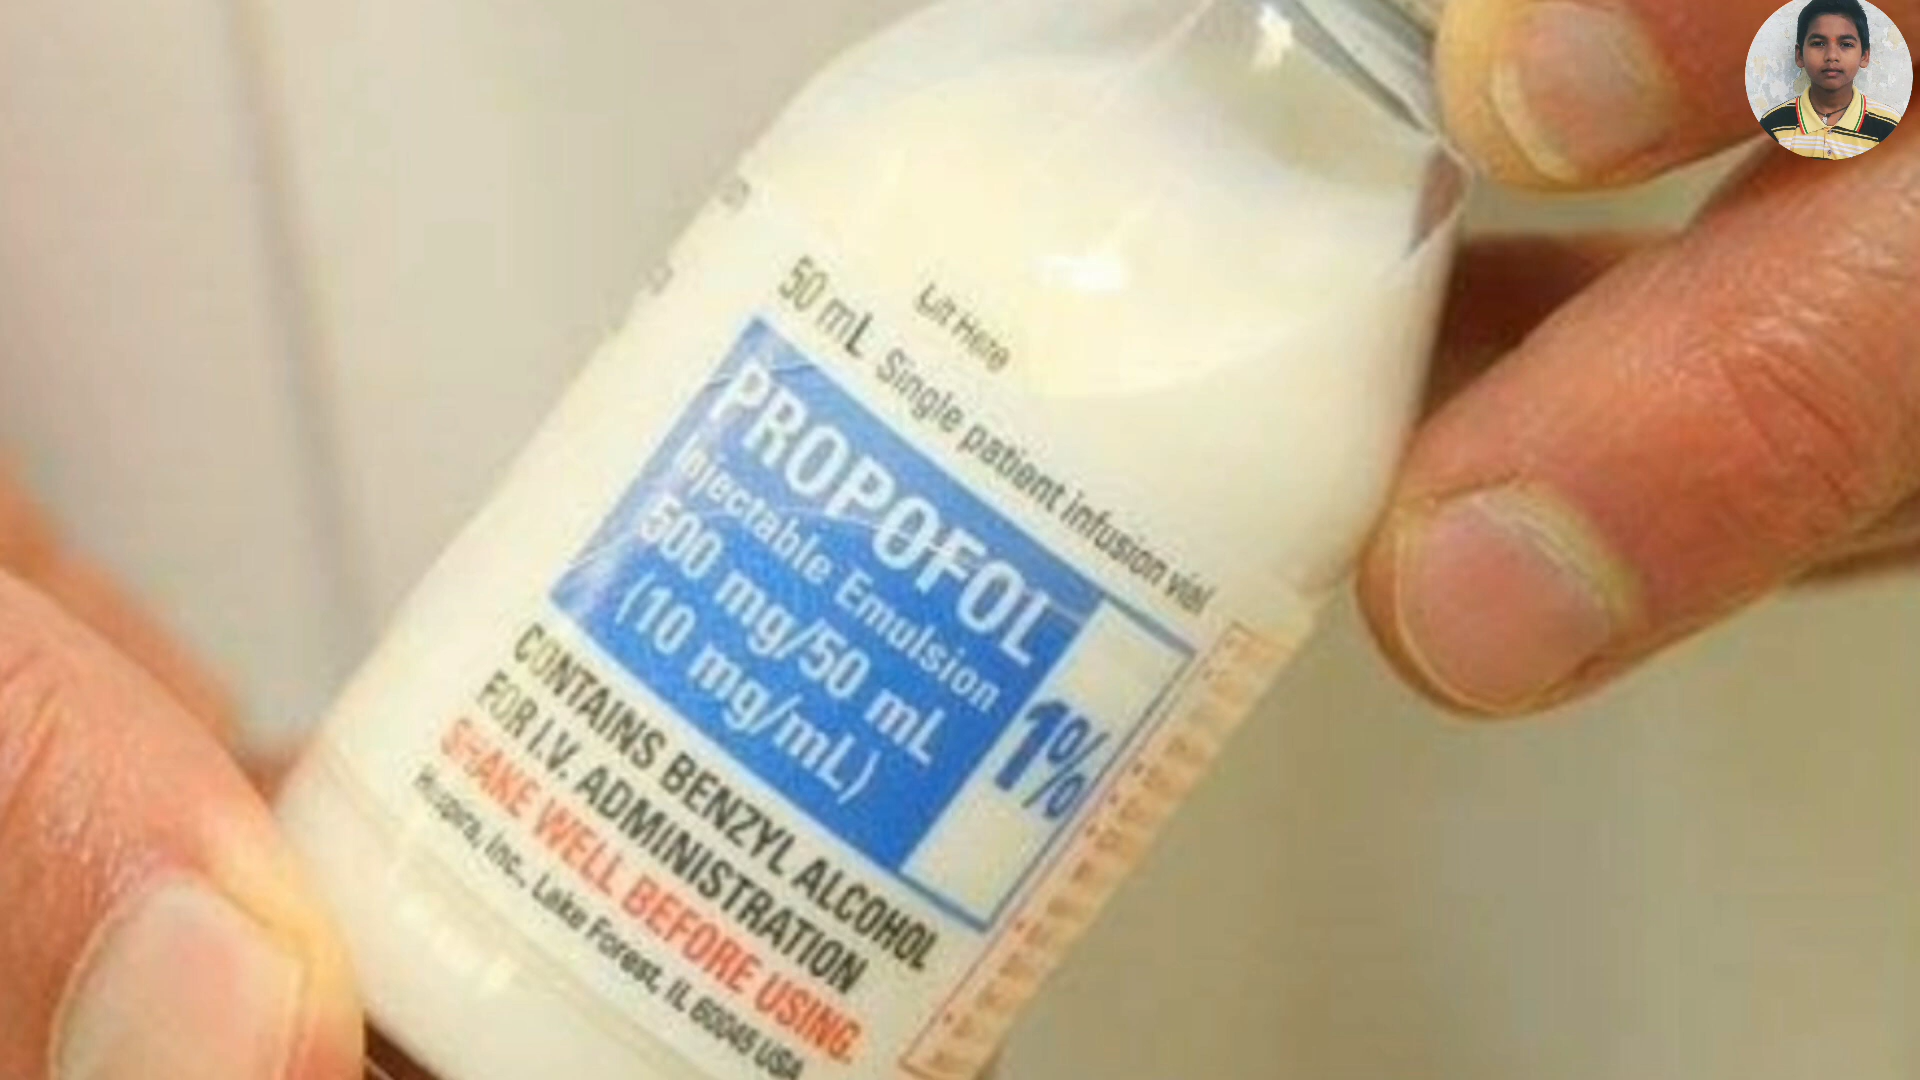 Lift Here
50 mL Single patient infusion vial
PROPOFOL
Injectable Emulsion
500 mg/50 mL
(10 mg/mL)
1%
CONTAINS BENZYL ALCOHOL
FOR I.V. ADMINISTRATION
SHAKE WELL BEFORE USING.
Hospira, Inc., Lake Forest, IL 60045 USA